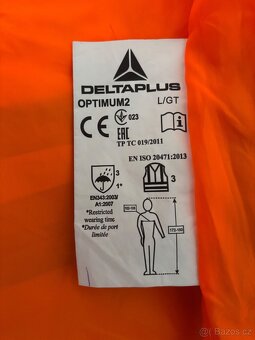 DELTAPLUS
OPTIMUM2 L/GT
CE 023
EAC
TP TC 019/2011
EN ISO 20471:2013
3
1*
3
EN343:2003/
A1:2007
*Restricted
wearing time
*Durée de port
limitée
© Bazos.cz